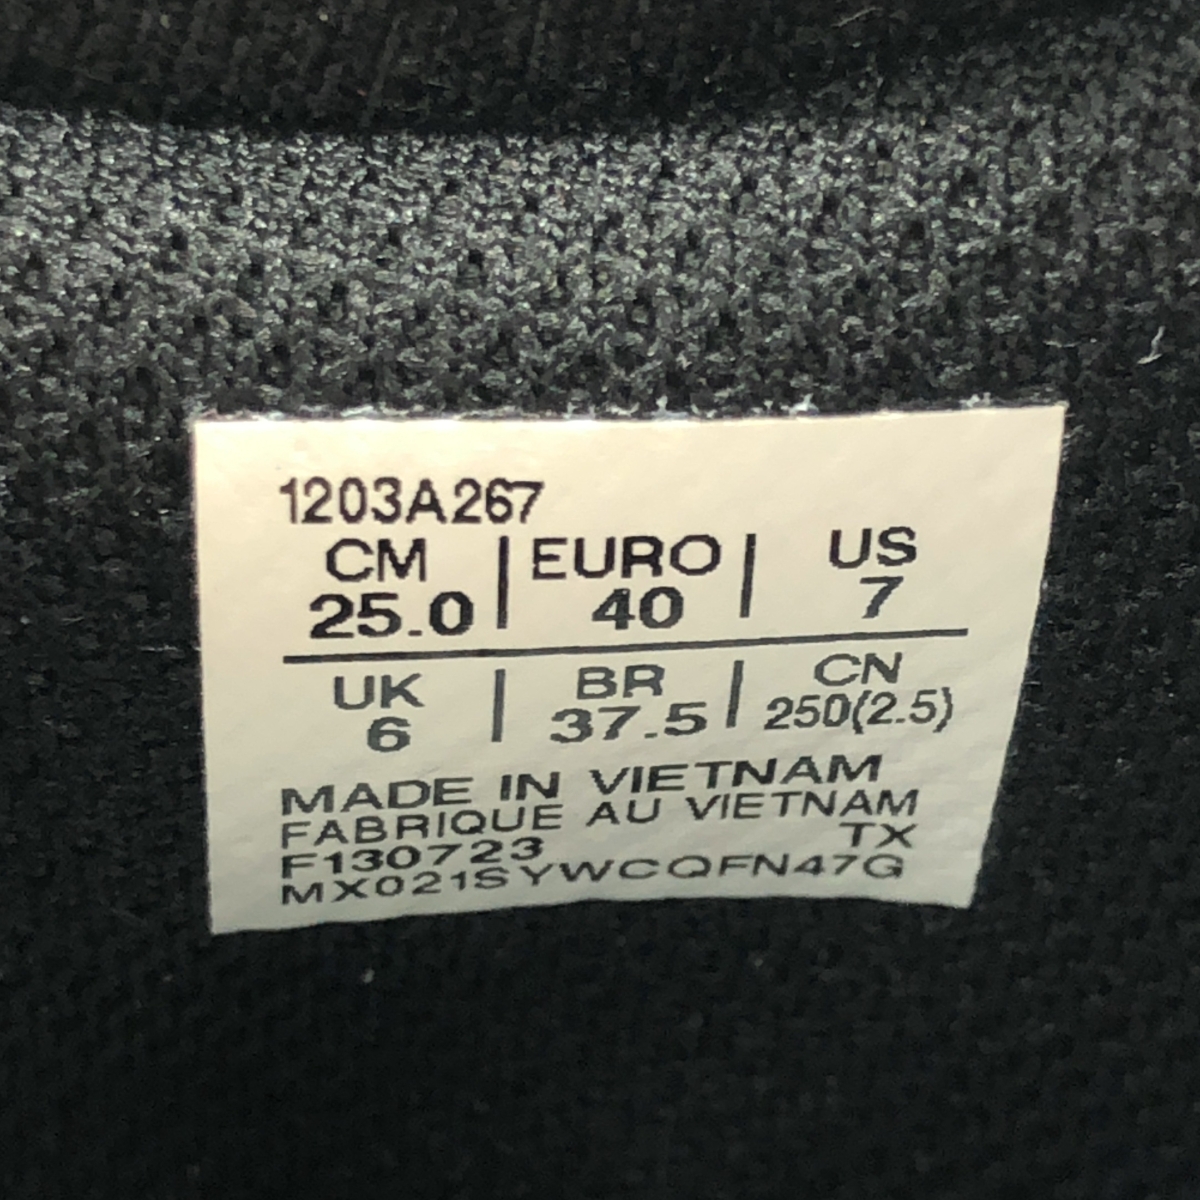 1203A267
CM | EURO | US
25.0 | 40 | 7
UK | BR | CN
6 | 37.5 | 250(2.5)
MADE IN VIETNAM
FABRIQUE AU VIETNAM
F130723 TX
MX021SYWCQFN47G